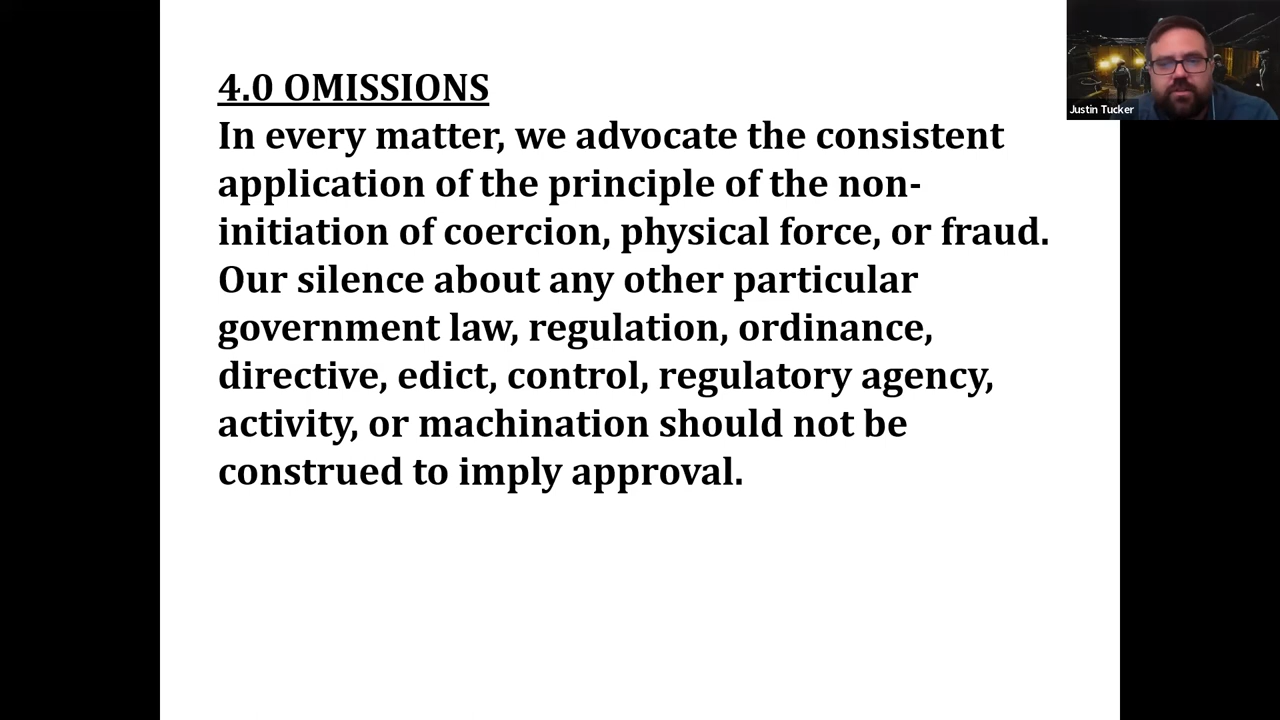 4.0 OMISSIONS
In every matter, we advocate the consistent
application of the principle of the non-
initiation of coercion, physical force, or fraud.
Our silence about any other particular
government law, regulation, ordinance,
directive, edict, control, regulatory agency,
activity, or machination should not be
construed to imply approval.
Justin Tucker